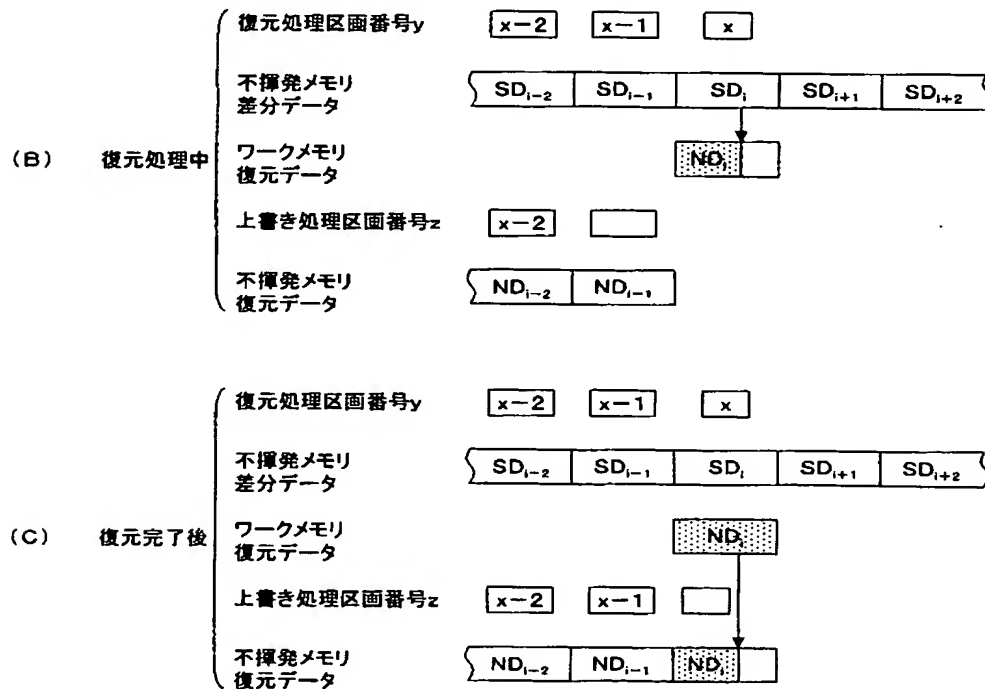 復元処理区画番号y x-2 x-1 x
不揮発メモリ
差分データ
SDi-2 SDi-1 SDi SDi+1 SDi+2
(B) 復元処理中
ワークメモリ
復元データ
NDi
上書き処理区画番号z x-2
不揮発メモリ
復元データ
NDi-2 NDi-1
復元処理区画番号y x-2 x-1 x
不揮発メモリ
差分データ
SDi-2 SDi-1 SDi SDi+1 SDi+2
(C) 復元完了後
ワークメモリ
復元データ
NDi
上書き処理区画番号z x-2 x-1
不揮発メモリ
復元データ
NDi-2 NDi-1 NDi